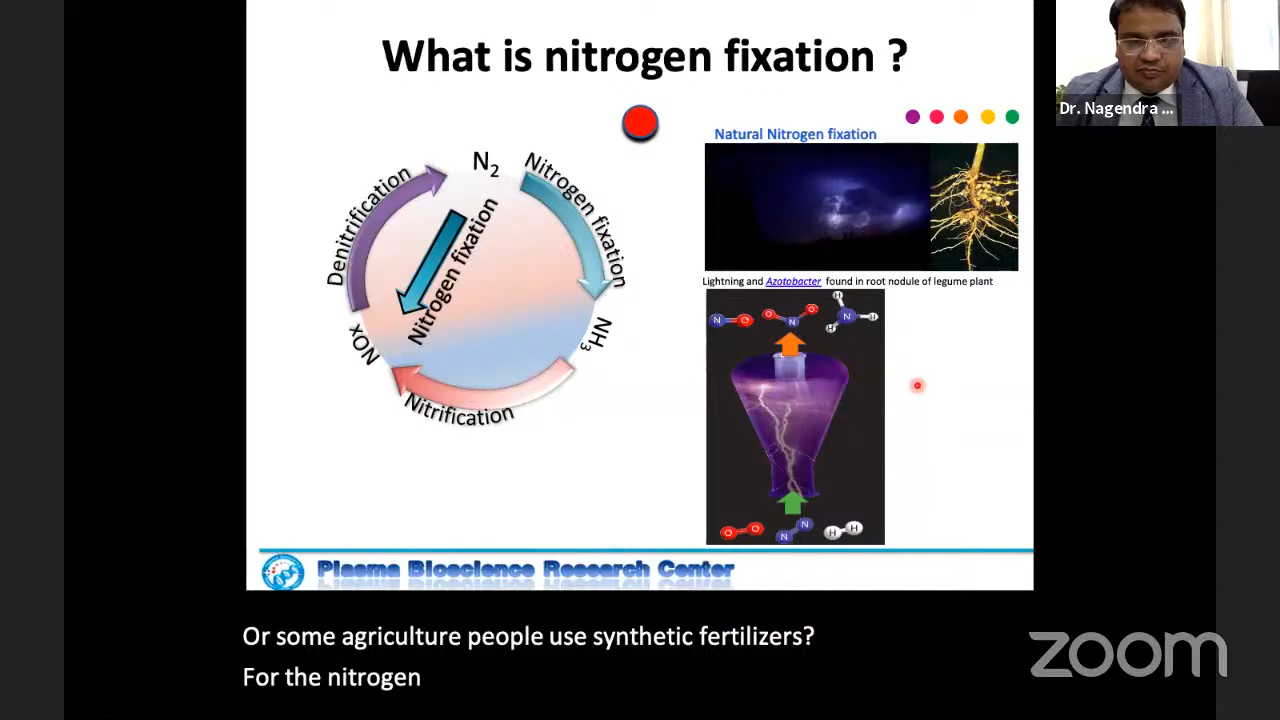 What is nitrogen fixation ?
Dr. Nagendra ...
Natural Nitrogen fixation
N2
Nitrogen fixation
Denitrification
Nitrogen fixation
NOx
NH3
Nitrification
Lightning and Azotobacter found in root nodule of legume plant
N O
O N O
H N H H
O O
N N
H H
Plasma Bioscience Research Center
Or some agriculture people use synthetic fertilizers?
For the nitrogen
zoom